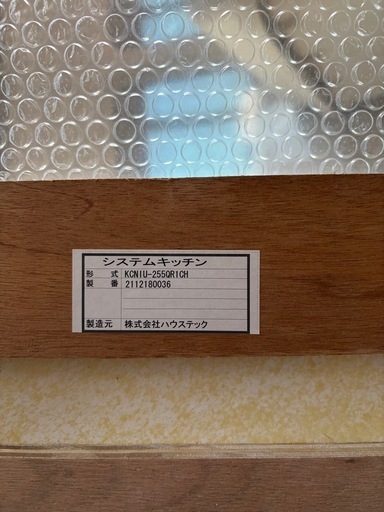 システムキッチン
形 式 KCNIU-255QR1CH
製 番 2112180036
製造元 株式会社ハウステック